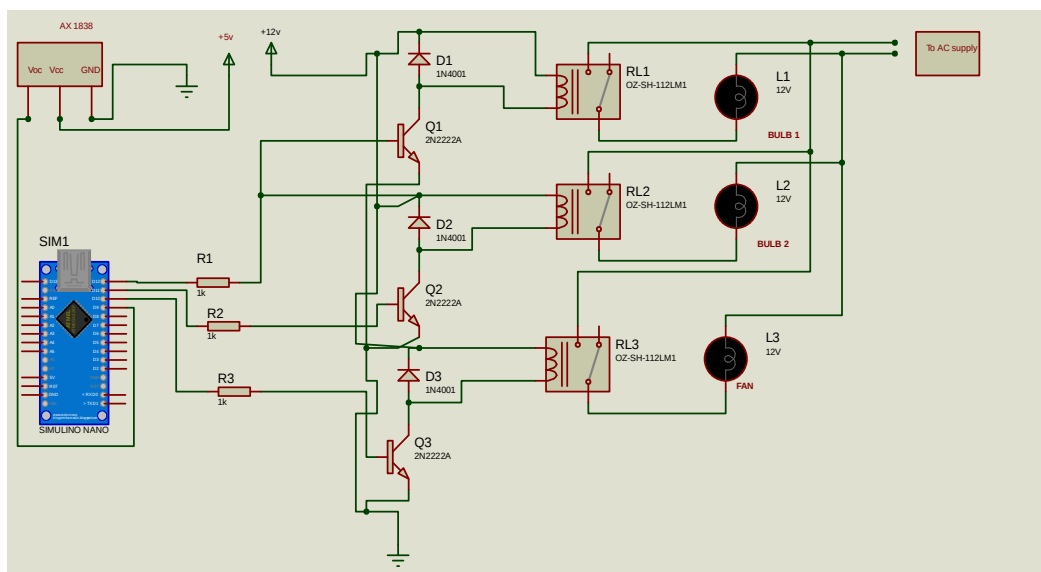 AX 1838
+5v
+12v
Voc Vcc GND
D1
1N4001
RL1
OZ-SH-112LM1
L1
12V
BULB 1
To AC supply
Q1
2N2222A
RL2
OZ-SH-112LM1
L2
12V
BULB 2
D2
1N4001
SIM1
R1
1k
R2
1k
Q2
2N2222A
RL3
OZ-SH-112LM1
L3
12V
FAN
R3
1k
D3
1N4001
SIMULINO NANO
Q3
2N2222A